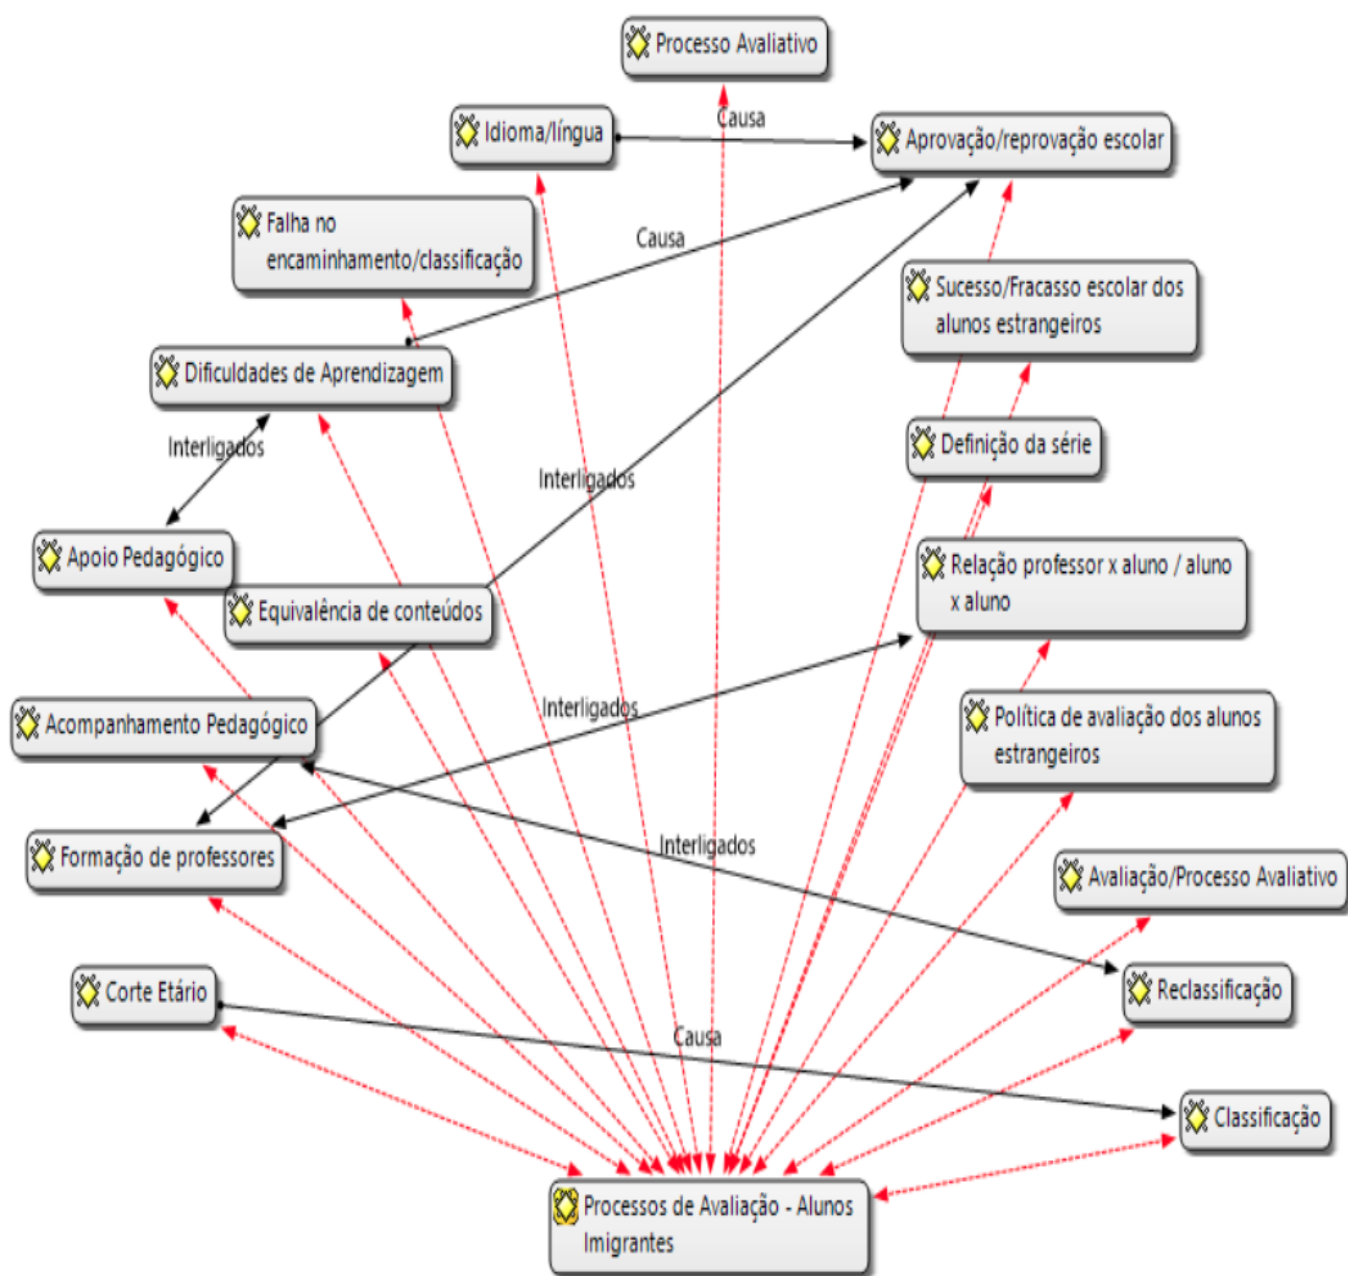 Processo Avaliativo
Idioma/língua
Causa
Aprovação/reprovação escolar
Falha no
encaminhamento/classificação
Causa
Sucesso/Fracasso escolar dos
alunos estrangeiros
Dificuldades de Aprendizagem
Interligados
Definição da série
Interligados
Apoio Pedagógico
Relação professor x aluno / aluno
x aluno
Equivalência de conteúdos
Interligados
Acompanhamento Pedagógico
Política de avaliação dos alunos
estrangeiros
Interligados
Formação de professores
Avaliação/Processo Avaliativo
Corte Etário
Reclassificação
Causa
Classificação
Processos de Avaliação - Alunos
Imigrantes